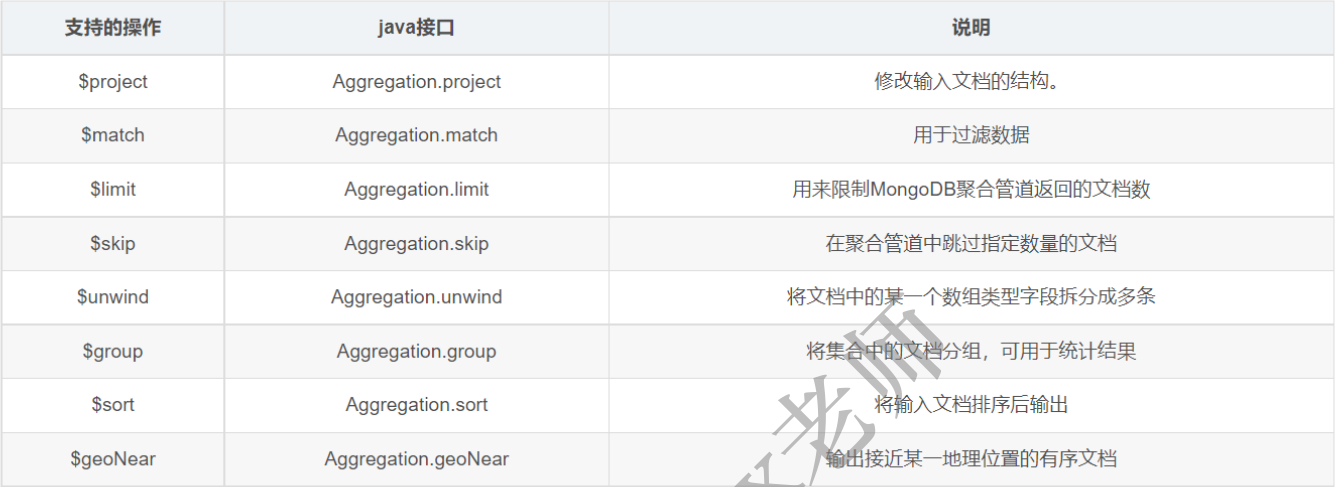 支持的操作 java接口 说明
$project Aggregation.project 修改输入文档的结构。
$match Aggregation.match 用于过滤数据
$limit Aggregation.limit 用来限制MongoDB聚合管道返回的文档数
$skip Aggregation.skip 在聚合管道中跳过指定数量的文档
$unwind Aggregation.unwind 将文档中的某一个数组类型字段拆分成多条
$group Aggregation.group 将集合中的文档分组，可用于统计结果
$sort Aggregation.sort 将输入文档排序后输出
$geoNear Aggregation.geoNear 输出接近某一地理位置的有序文档
老师